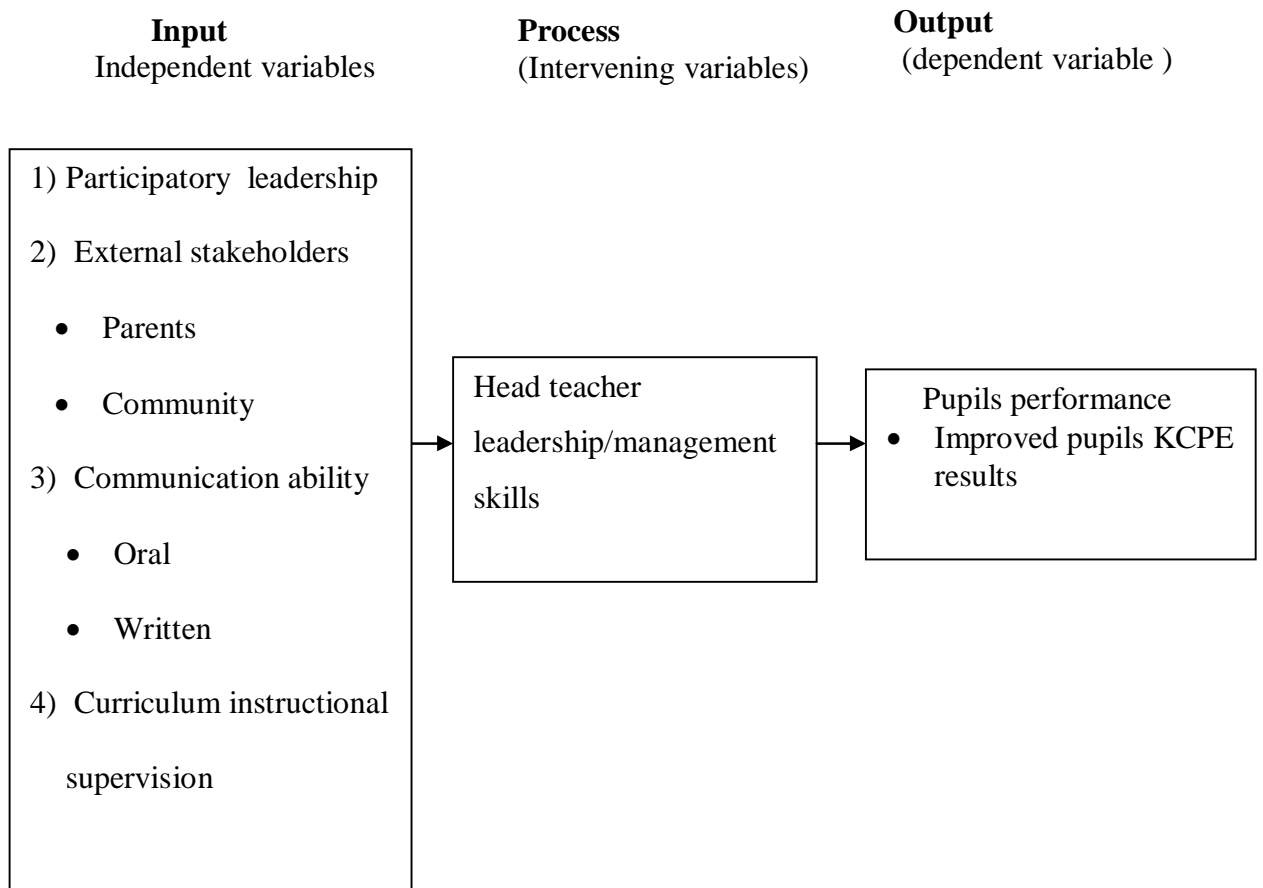 Input
Independent variables
Process
(Intervening variables)
Output
(dependent variable )
1) Participatory leadership
2) External stakeholders
• Parents
• Community
3) Communication ability
• Oral
• Written
4) Curriculum instructional
supervision
Head teacher
leadership/management
skills
Pupils performance
• Improved pupils KCPE
results